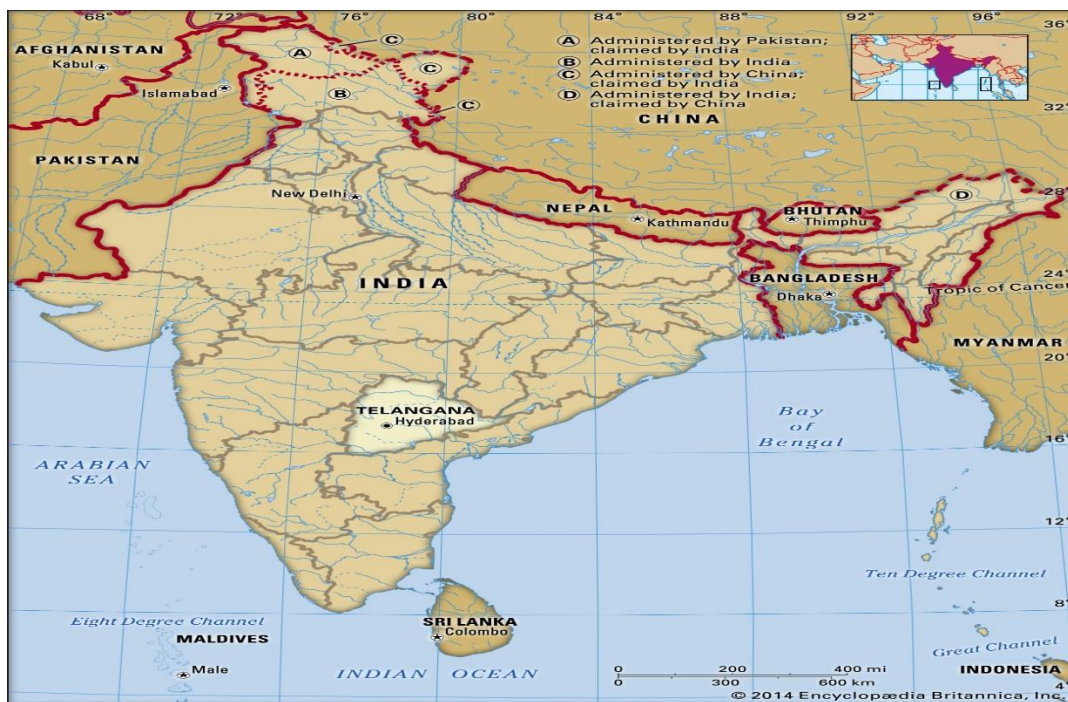 68°
72°
76°
80°
84°
88°
92°
96°
36°
AFGHANISTAN
Kabul
Islamabad
A
C
C
B
C
A Administered by Pakistan;
claimed by India
B Administered by India
C Administered by China;
claimed by India
D Administered by India;
claimed by China
32°
CHINA
PAKISTAN
New Delhi
NEPAL
Kathmandu
BHUTAN
Thimphu
D
28°
INDIA
BANGLADESH
Dhaka
24°
Tropic of Cancer
MYANMAR
20°
TELANGANA
Hyderabad
Bay
of
Bengal
16°
ARABIAN
SEA
12°
Ten Degree Channel
8°
Eight Degree Channel
MALDIVES
Male
SRI LANKA
Colombo
Great Channel
INDIAN OCEAN
INDONESIA
0 200 400 mi
0 300 600 km
4°
© 2014 Encyclopædia Britannica, Inc.